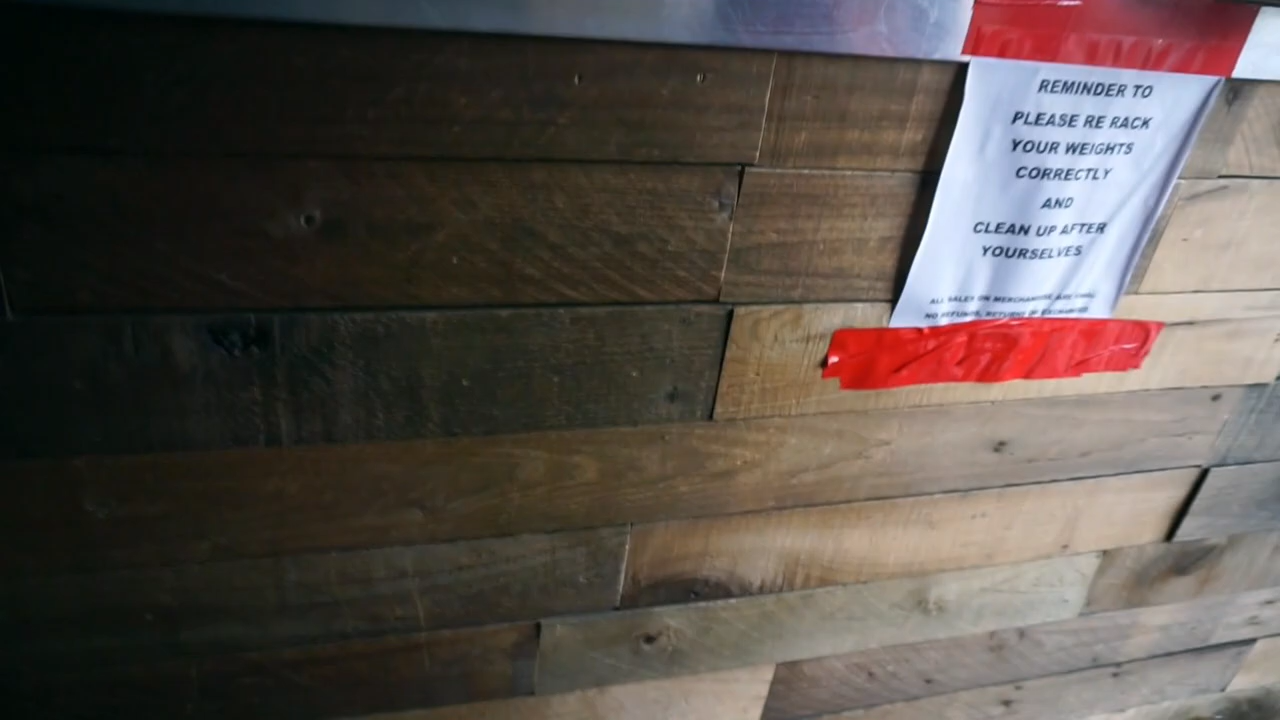 REMINDER TO
PLEASE RE RACK
YOUR WEIGHTS
CORRECTLY
AND
CLEAN UP AFTER
YOURSELVES
ALL SALES ON MERCHANDISE ARE FINAL
NO REFUNDS, RETURNS OR EXCHANGES